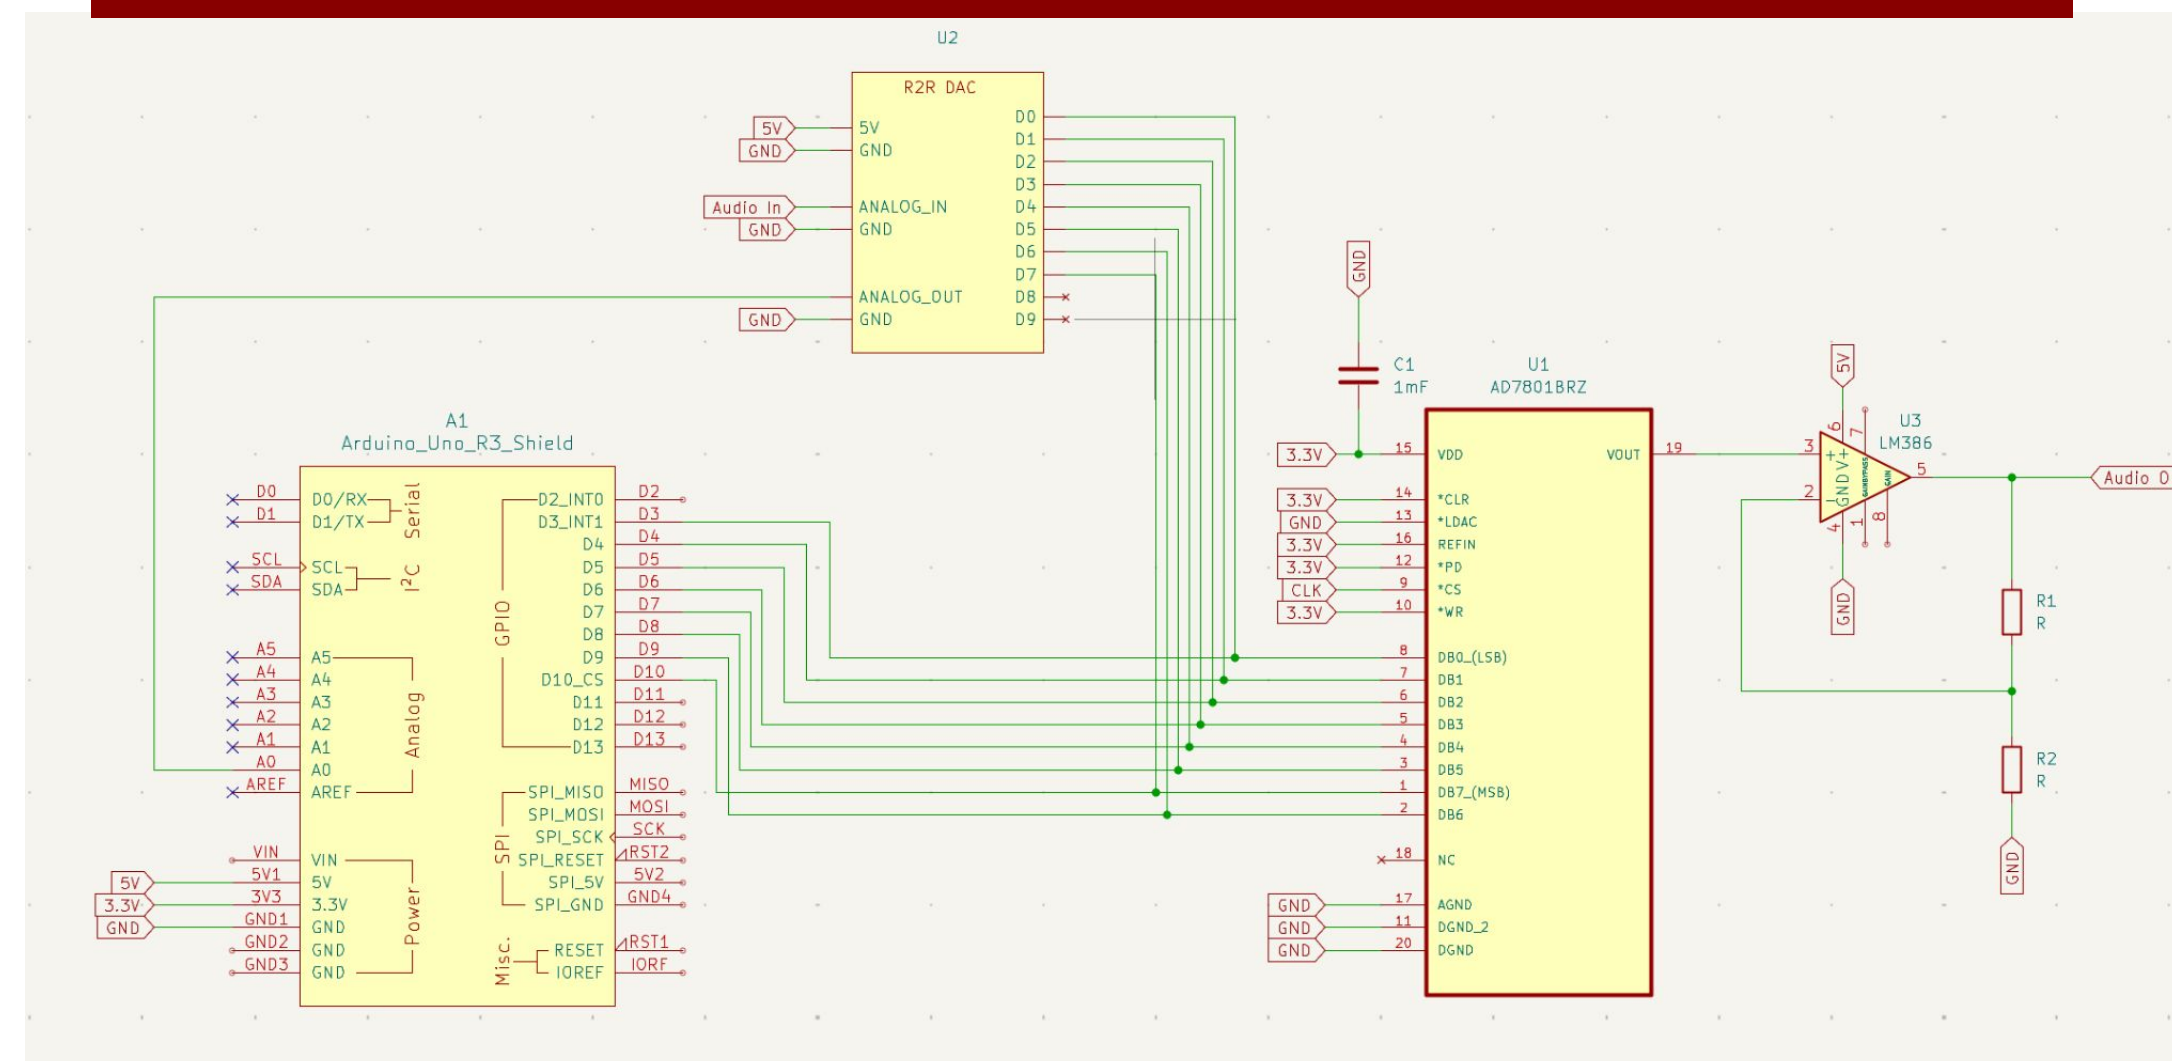 U2
R2R DAC
5V
GND
Audio In
GND
GND
5V
GND
ANALOG_IN
GND
ANALOG_OUT
GND
D0
D1
D2
D3
D4
D5
D6
D7
D8
D9
A1
Arduino_Uno_R3_Shield
D0
D1
SCL
SDA
A5
A4
A3
A2
A1
A0
AREF
VIN
5V 5V1
3.3V 3V3
GND GND1
GND2
GND3
D0/RX
D1/TX
Serial
SCL
SDA
I²C
A5
A4
A3
A2
A1
A0
AREF
Analog
VIN
5V
3.3V
GND
GND
GND
Power
GPIO
D2_INT0 D2
D3_INT1 D3
D4 D4
D5 D5
D6 D6
D7 D7
D8 D8
D9 D9
D10_CS D10
D11 D11
D12 D12
D13 D13
SPI
SPI_MISO MISO
SPI_MOSI MOSI
SPI_SCK SCK
SPI_RESET RST2
SPI_5V 5V2
SPI_GND GND4
Misc.
RESET RST1
IOREF IORF
GND
C1
1mF
U1
AD7801BRZ
3.3V 15 VDD
3.3V 14 *CLR
GND 13 *LDAC
3.3V 16 REFIN
3.3V 12 *PD
CLK 9 *CS
3.3V 10 *WR
8 DB0_(LSB)
7 DB1
6 DB2
5 DB3
4 DB4
3 DB5
1 DB7_(MSB)
2 DB6
18 NC
GND 17 AGND
GND 11 DGND_2
GND 20 DGND
VOUT 19
5V
U3
LM386
6
7
3
2
5
4
1
8
+
−
V+
GND
GAIN
BYPASS
GAIN
GND
Audio O
R1
R
R2
R
GND